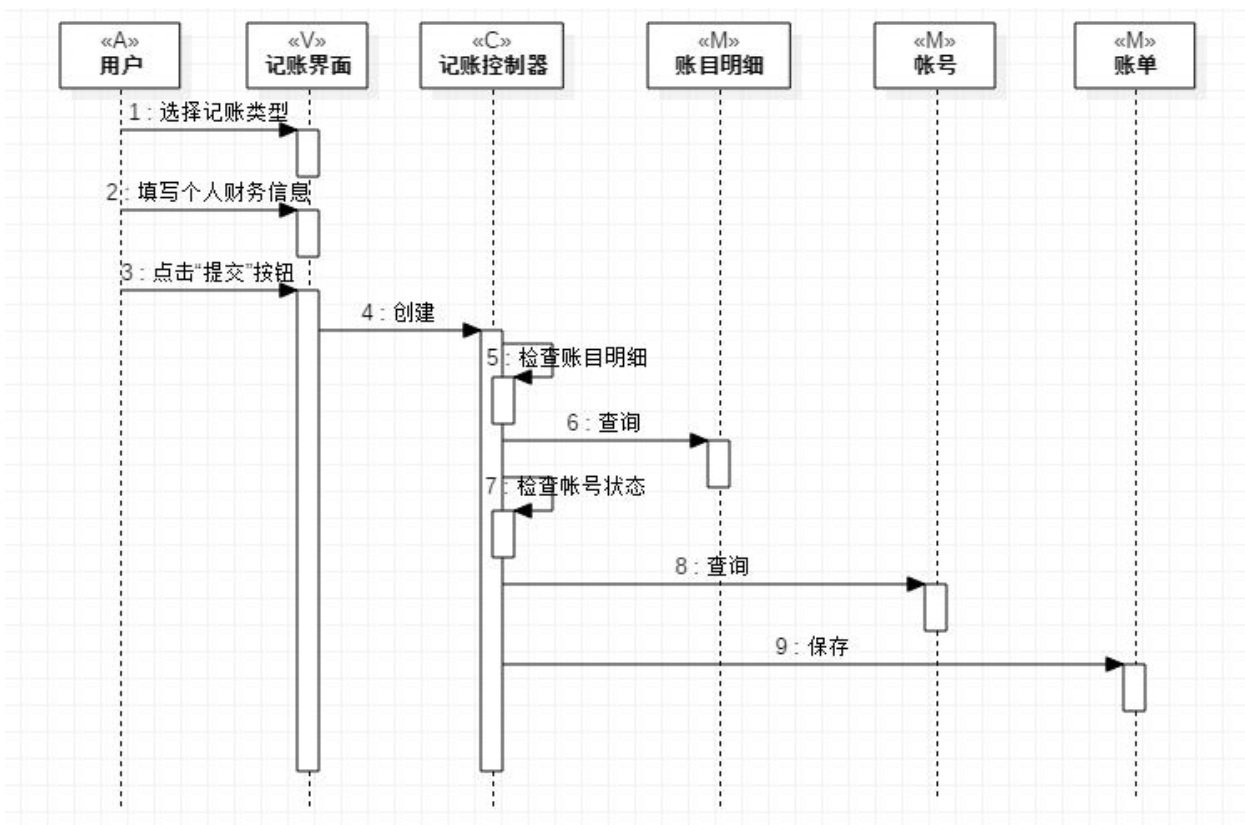 «A»
用户
«V»
记账界面
«C»
记账控制器
«M»
账目明细
«M»
帐号
«M»
账单
1 : 选择记账类型
2 : 填写个人财务信息
3 : 点击“提交”按钮
4 : 创建
5 : 检查账目明细
6 : 查询
7 : 检查帐号状态
8 : 查询
9 : 保存